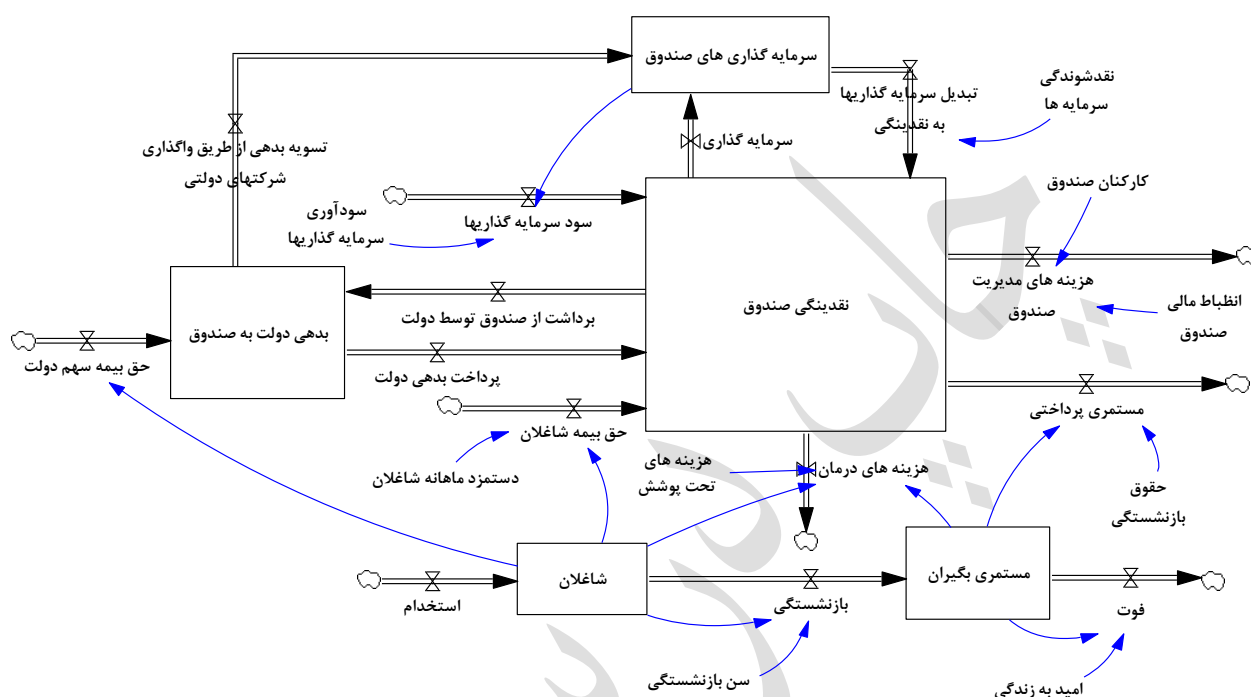 سرمایه گذاری های صندوق
نقدشوندگی
سرمایه ها
تبدیل سرمایه گذاریها
به نقدینگی
سرمایه گذاری
تسویه بدهی از طریق واگذاری
شرکتهای دولتی
کارکنان صندوق
سود سرمایه گذاریها
سودآوری
سرمایه گذاریها
هزینه های مدیریت
صندوق
انظباط مالی
صندوق
نقدینگی صندوق
برداشت از صندوق توسط دولت
بدهی دولت به صندوق
حق بیمه سهم دولت
پرداخت بدهی دولت
مستمری پرداختی
حق بیمه شاغلان
دستمزد ماهانه شاغلان
هزینه های درمان
هزینه های
تحت پوشش
حقوق
بازنشستگی
مستمری بگیران
شاغلان
استخدام
بازنشستگی
فوت
سن بازنشستگی
امید به زندگی